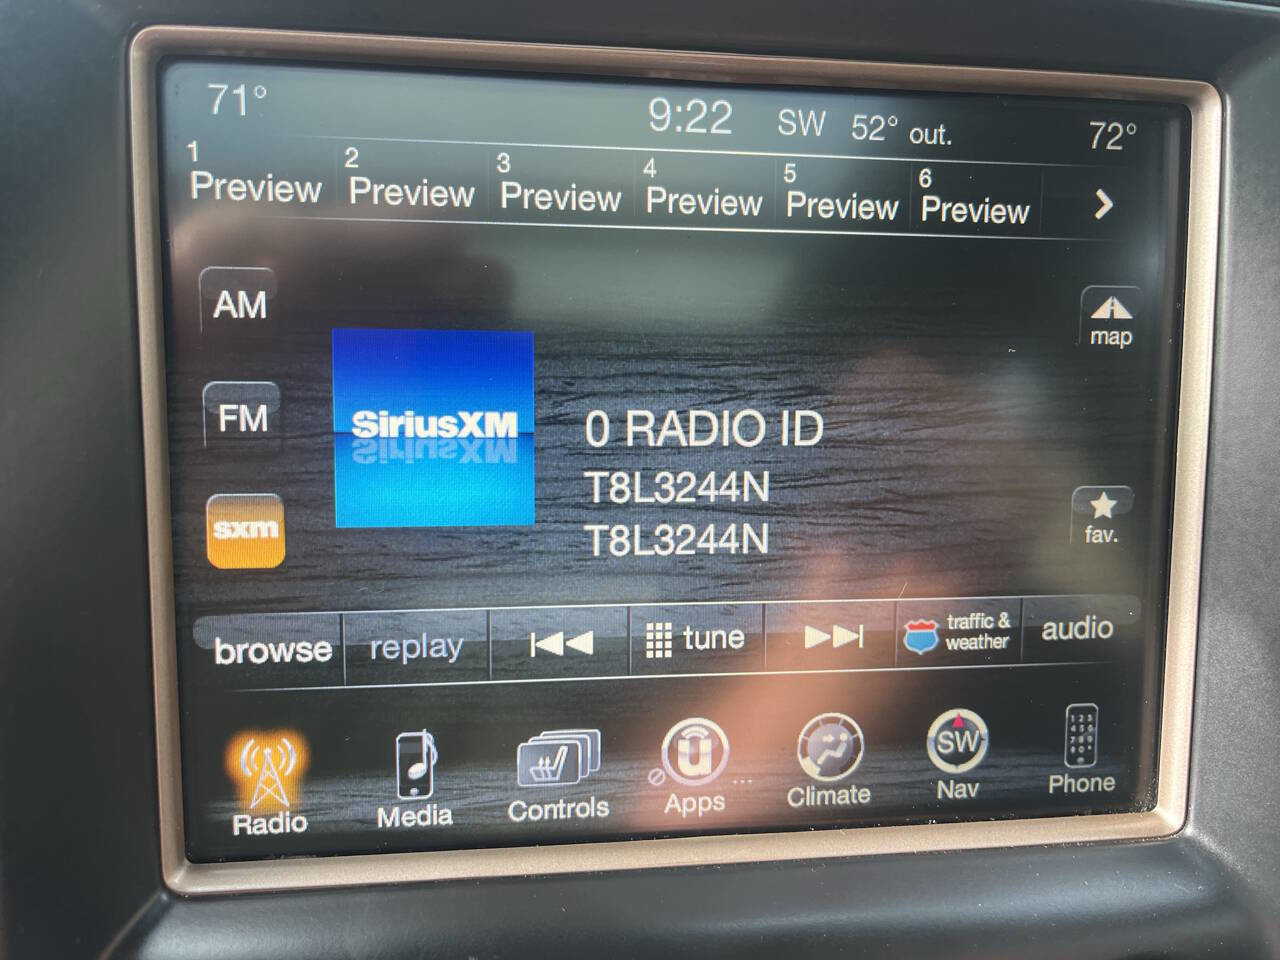 71°
9:22 SW 52° out.
72°
1 2 3 4 5 6
Preview Preview Preview Preview Preview Preview
AM
map
FM
SiriusXM
0 RADIO ID
T8L3244N
T8L3244N
sxm
fav.
browse replay tune traffic & weather audio
SW
Radio Media Controls Apps Climate Nav Phone